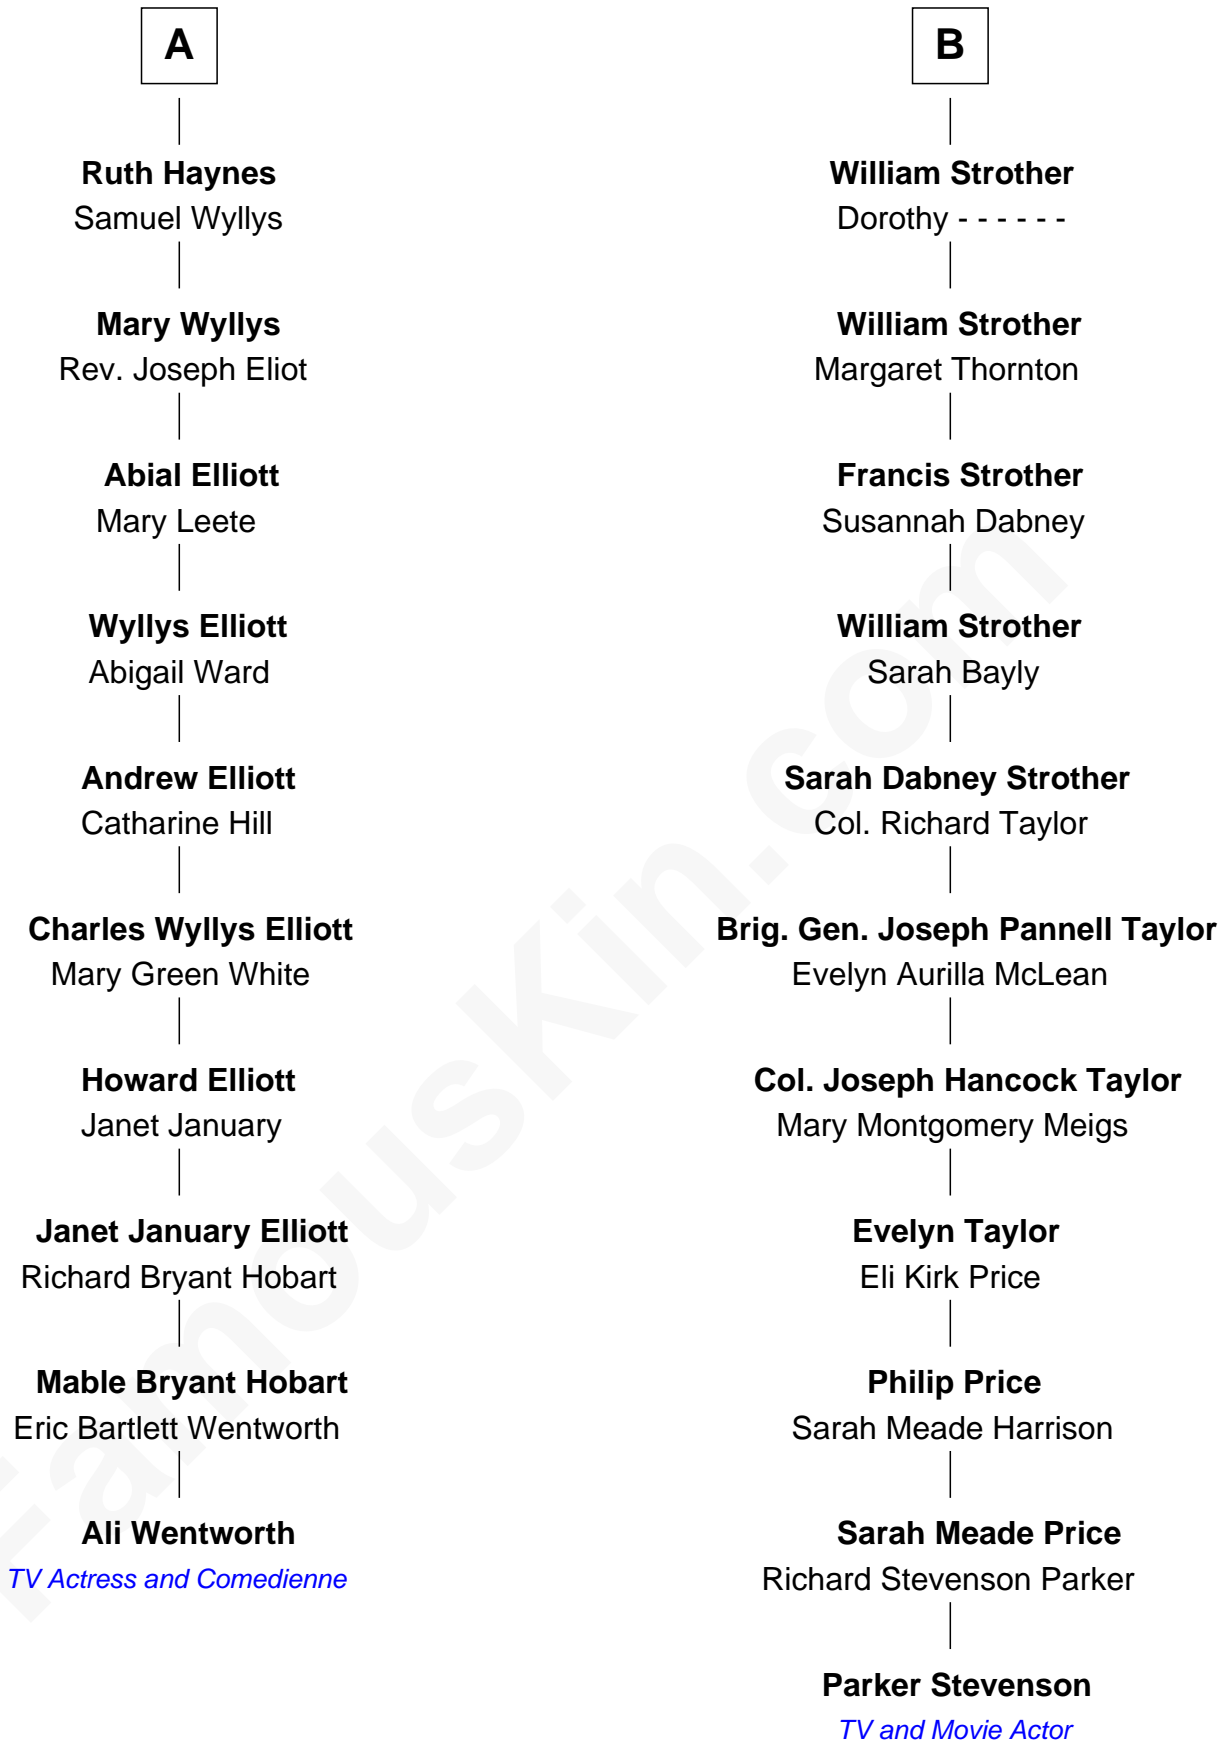 A
Ruth Haynes
Samuel Wyllys
Mary Wyllys
Rev. Joseph Eliot
Abial Elliott
Mary Leete
Wyllys Elliott
Abigail Ward
Andrew Elliott
Catharine Hill
Charles Wyllys Elliott
Mary Green White
Howard Elliott
Janet January
Janet January Elliott
Richard Bryant Hobart
Mable Bryant Hobart
Eric Bartlett Wentworth
Ali Wentworth
TV Actress and Comedienne
B
William Strother
Dorothy - - - - - -
William Strother
Margaret Thornton
Francis Strother
Susannah Dabney
William Strother
Sarah Bayly
Sarah Dabney Strother
Col. Richard Taylor
Brig. Gen. Joseph Pannell Taylor
Evelyn Aurilla McLean
Col. Joseph Hancock Taylor
Mary Montgomery Meigs
Evelyn Taylor
Eli Kirk Price
Philip Price
Sarah Meade Harrison
Sarah Meade Price
Richard Stevenson Parker
Parker Stevenson
TV and Movie Actor
FamousKin.com